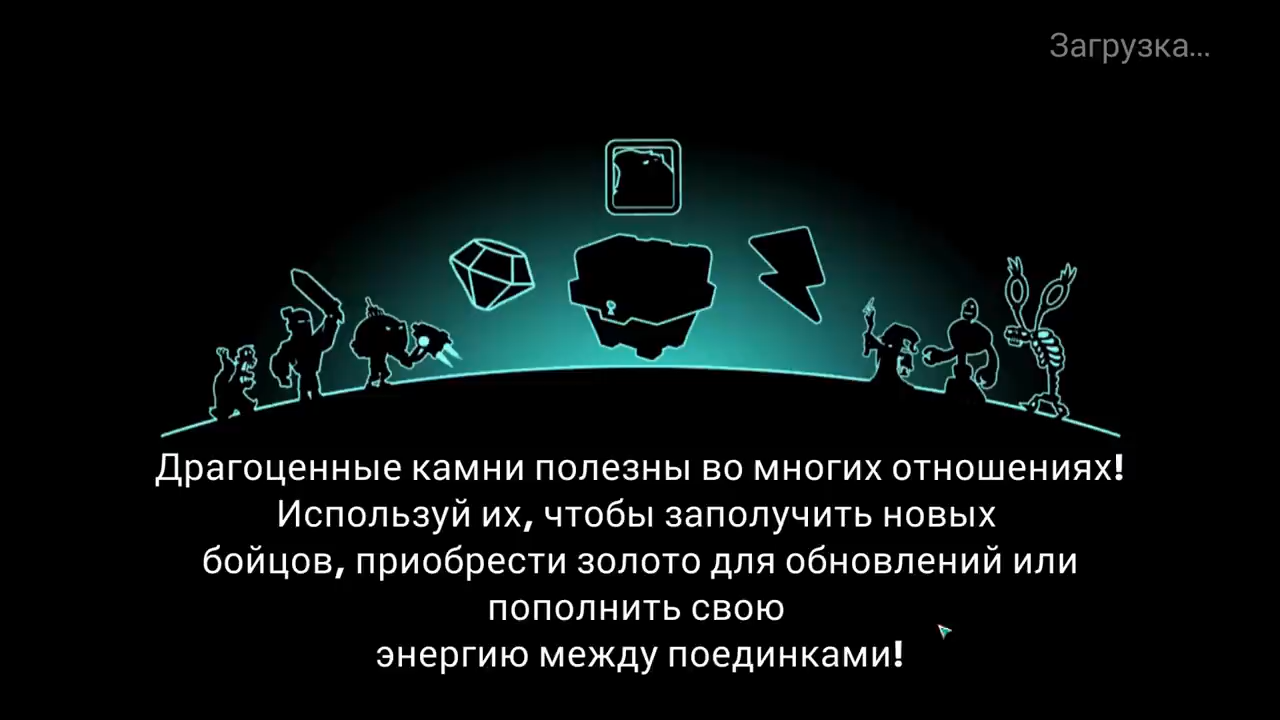 Загрузка...
Драгоценные камни полезны во многих отношениях!
Используй их, чтобы заполучить новых
бойцов, приобрести золото для обновлений или
пополнить свою
энергию между поединками!